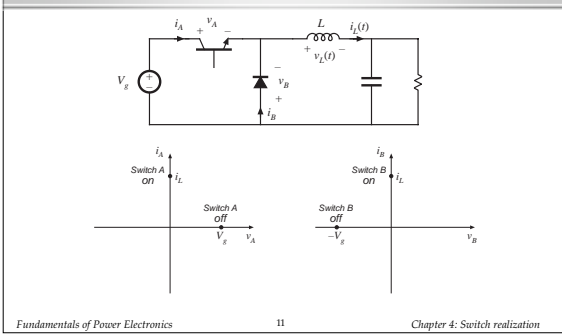 i_A
v_A
+ −
L
i_L(t)
+ v_L(t) −
V_g
+
−
−
v_B
+
i_B
i_A
Switch A
on
i_L
Switch A
off
V_g
v_A
i_B
Switch B
on
i_L
Switch B
off
−V_g
v_B
Fundamentals of Power Electronics 11 Chapter 4: Switch realization